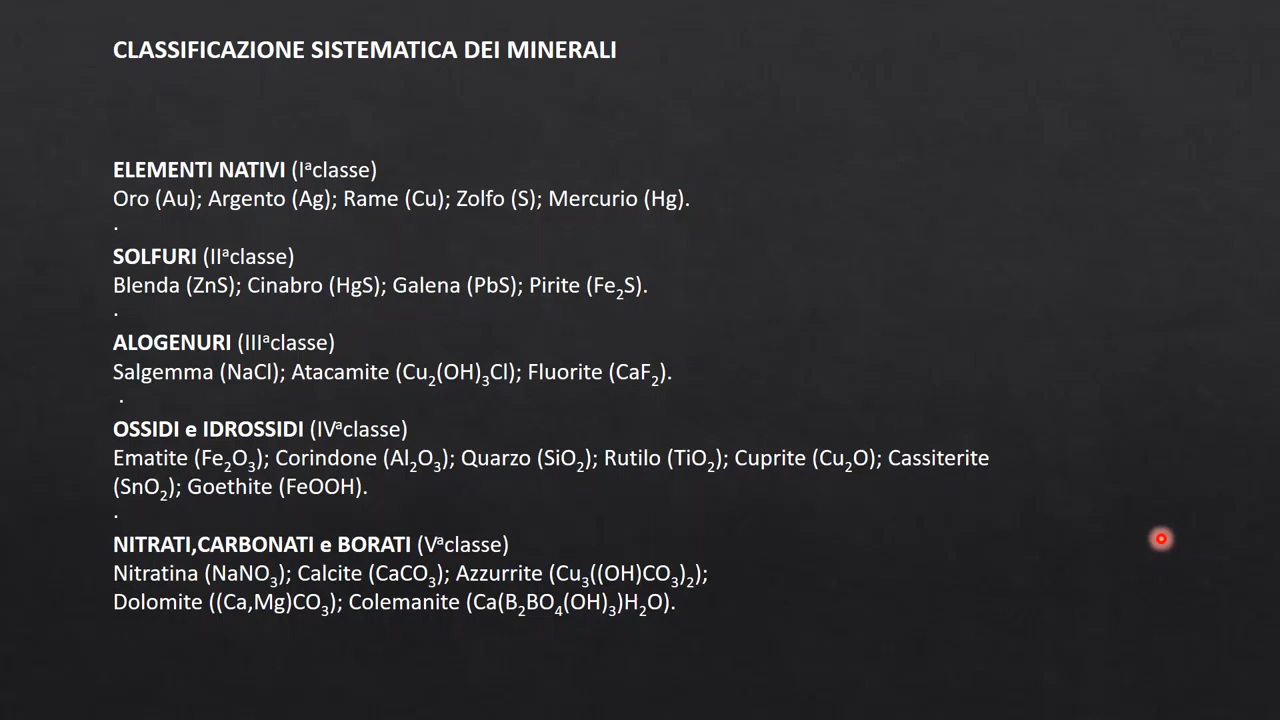 CLASSIFICAZIONE SISTEMATICA DEI MINERALI
ELEMENTI NATIVI (Iªclasse)
Oro (Au); Argento (Ag); Rame (Cu); Zolfo (S); Mercurio (Hg).
.
SOLFURI (IIªclasse)
Blenda (ZnS); Cinabro (HgS); Galena (PbS); Pirite (Fe₂S).
.
ALOGENURI (IIIªclasse)
Salgemma (NaCl); Atacamite (Cu₂(OH)₃Cl); Fluorite (CaF₂).
.
OSSIDI e IDROSSIDI (IVªclasse)
Ematite (Fe₂O₃); Corindone (Al₂O₃); Quarzo (SiO₂); Rutilo (TiO₂); Cuprite (Cu₂O); Cassiterite
(SnO₂); Goethite (FeOOH).
.
NITRATI,CARBONATI e BORATI (Vªclasse)
Nitratina (NaNO₃); Calcite (CaCO₃); Azzurrite (Cu₃((OH)CO₃)₂);
Dolomite ((Ca,Mg)CO₃); Colemanite (Ca(B₂BO₄(OH)₃)H₂O).